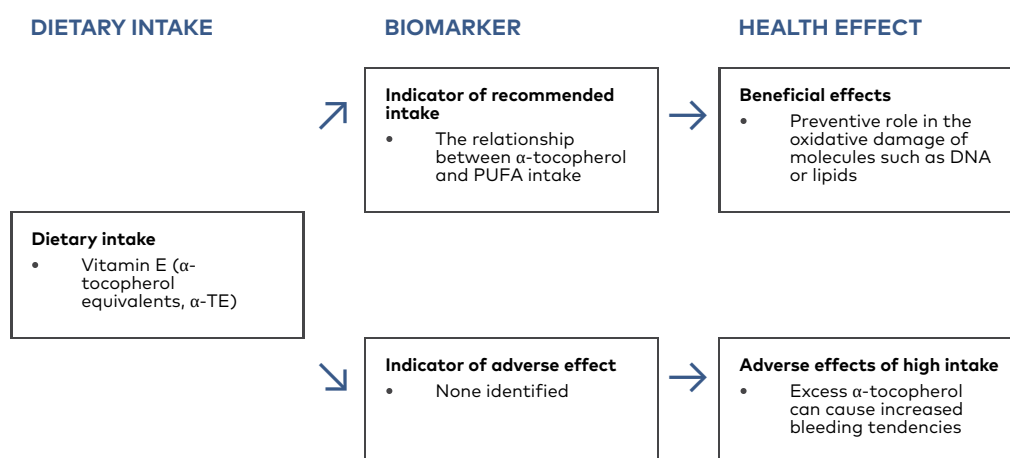 DIETARY INTAKE
BIOMARKER
HEALTH EFFECT
Indicator of recommended
intake
• The relationship
between α-tocopherol
and PUFA intake
Beneficial effects
• Preventive role in the
oxidative damage of
molecules such as DNA
or lipids
Dietary intake
• Vitamin E (α-
tocopherol
equivalents, α-TE)
Indicator of adverse effect
• None identified
Adverse effects of high intake
• Excess α-tocopherol
can cause increased
bleeding tendencies